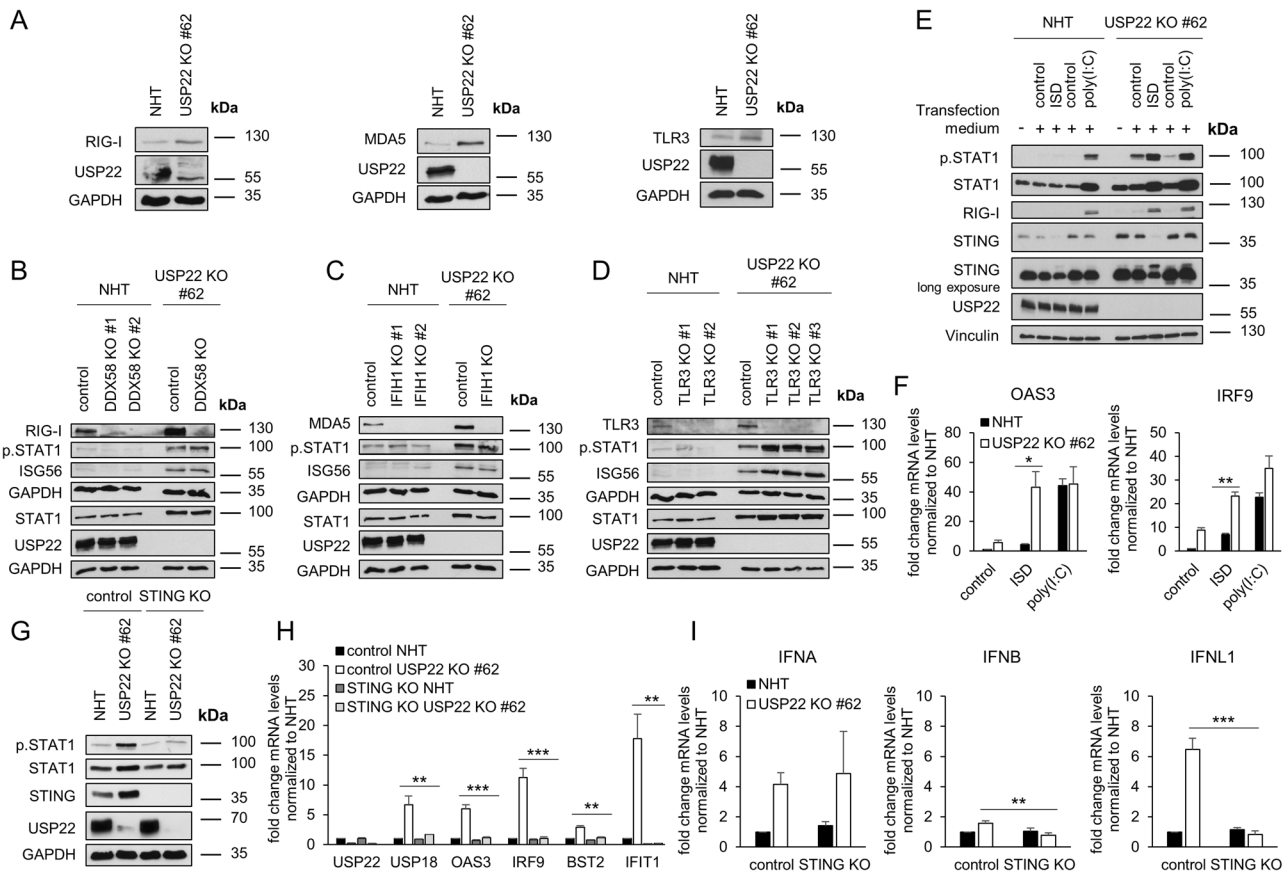 A
NHT
USP22 KO #62
kDa
RIG-I
130
USP22
55
GAPDH
35
NHT
USP22 KO #62
kDa
MDA5
130
USP22
55
GAPDH
35
NHT
USP22 KO #62
kDa
TLR3
130
USP22
55
GAPDH
35
E
NHT
USP22 KO #62
control
ISD
control
poly(I:C)
control
ISD
control
poly(I:C)
Transfection
medium
- + + + + - + + + +
kDa
p.STAT1
100
STAT1
100
RIG-I
130
STING
35
STING
long exposure
35
USP22
55
Vinculin
130
B
NHT
USP22 KO
#62
control
DDX58 KO #1
DDX58 KO #2
control
DDX58 KO
kDa
RIG-I
130
p.STAT1
100
ISG56
55
GAPDH
35
STAT1
100
USP22
55
GAPDH
35
C
NHT
USP22 KO
#62
control
IFIH1 KO #1
IFIH1 KO #2
control
IFIH1 KO
kDa
MDA5
130
p.STAT1
100
ISG56
55
GAPDH
35
STAT1
100
USP22
55
GAPDH
35
D
NHT
USP22 KO
#62
control
TLR3 KO #1
TLR3 KO #2
control
TLR3 KO #1
TLR3 KO #2
TLR3 KO #3
kDa
TLR3
130
p.STAT1
100
ISG56
55
GAPDH
35
STAT1
100
USP22
55
GAPDH
35
F
OAS3
fold change mRNA levels
normalized to NHT
80
60
40
20
0
NHT
USP22 KO #62
*
control
ISD
poly(I:C)
IRF9
fold change mRNA levels
normalized to NHT
50
40
30
20
10
0
**
control
ISD
poly(I:C)
G
control STING KO
NHT
USP22 KO #62
NHT
USP22 KO #62
kDa
p.STAT1
100
STAT1
100
STING
35
USP22
70
55
GAPDH
35
H
control NHT
control USP22 KO #62
STING KO NHT
STING KO USP22 KO #62
fold change mRNA levels
normalized to NHT
30
25
20
15
10
5
0
**
***
***
**
**
USP22 USP18 OAS3 IRF9 BST2 IFIT1
I
IFNA
NHT
USP22 KO #62
fold change mRNA levels
normalized to NHT
10
8
6
4
2
0
control STING KO
IFNB
fold change mRNA levels
normalized to NHT
10
8
6
4
2
0
**
control STING KO
IFNL1
fold change mRNA levels
normalized to NHT
10
8
6
4
2
0
***
control STING KO